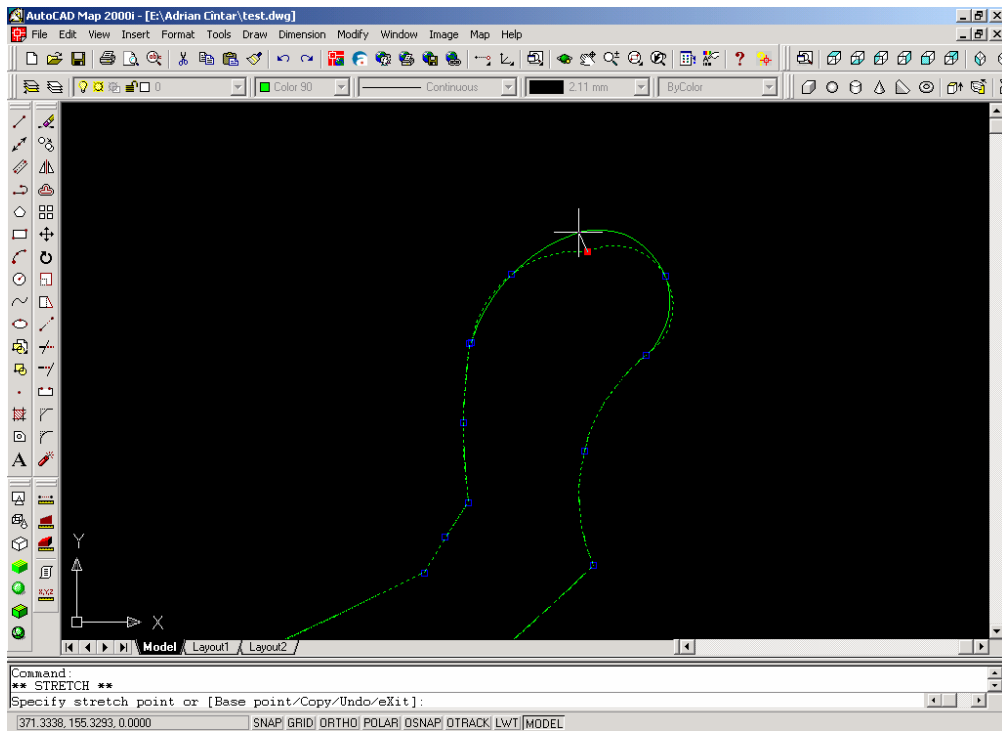 AutoCAD Map 2000i - [E:\Adrian Cîntar\test.dwg]
File Edit View Insert Format Tools Draw Dimension Modify Window Image Map Help
0 Color 90 Continuous 2.11 mm ByColor
A
Y
X
X,Y,Z
Model Layout1 Layout2
Command:
** STRETCH **
Specify stretch point or [Base point/Copy/Undo/eXit]:
371.3338, 155.3293, 0.0000 SNAP GRID ORTHO POLAR OSNAP OTRACK LWT MODEL